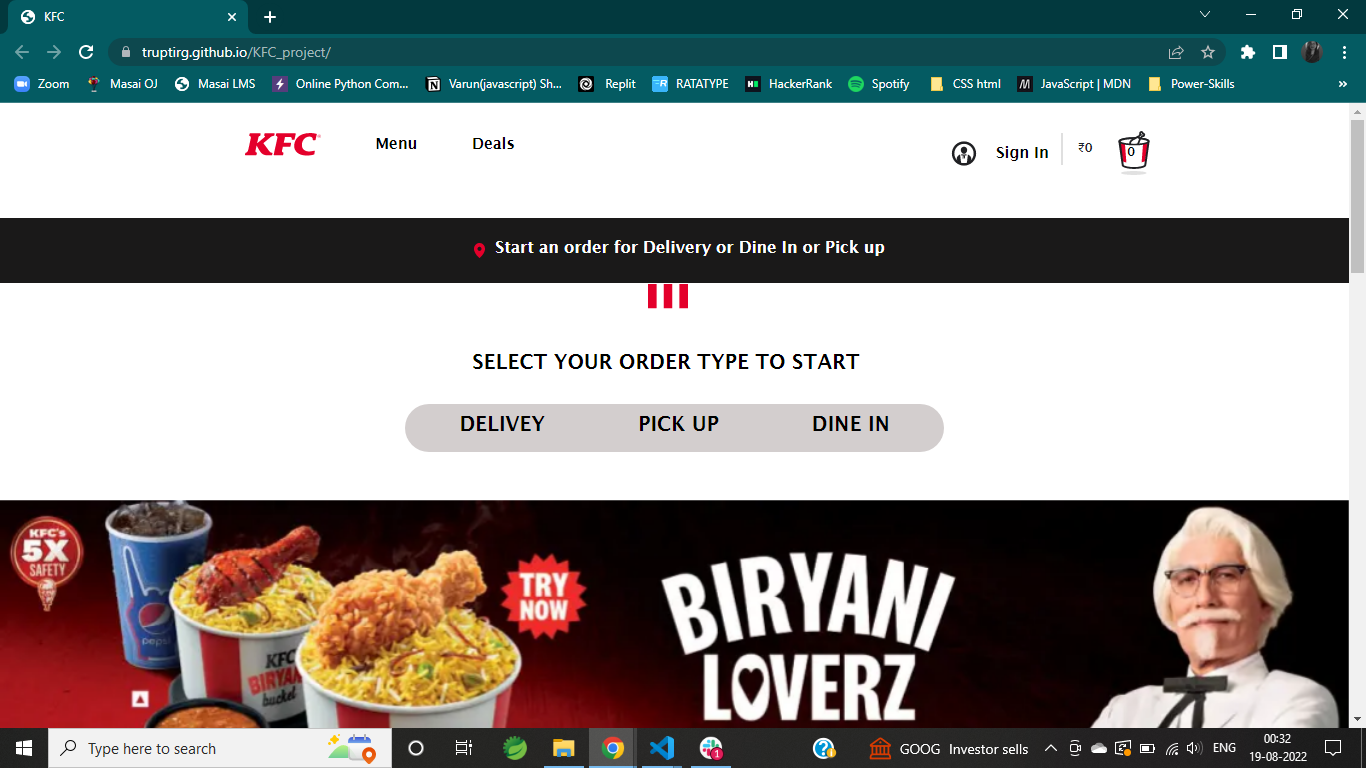 KFC
truptirg.github.io/KFC_project/
Zoom
Masai OJ
Masai LMS
Online Python Com...
Varun(javascript) Sh...
Replit
RATATYPE
HackerRank
Spotify
CSS html
JavaScript | MDN
Power-Skills
»
KFC
Menu
Deals
Sign In
₹0
0
Start an order for Delivery or Dine In or Pick up
SELECT YOUR ORDER TYPE TO START
DELIVEY
PICK UP
DINE IN
KFC's
5X
SAFETY
pepsi
KFC
BIRYANI
bucket
TRY
NOW
BIRYANI
LOVERZ
Type here to search
1
GOOG Investor sells
ENG
00:32
19-08-2022